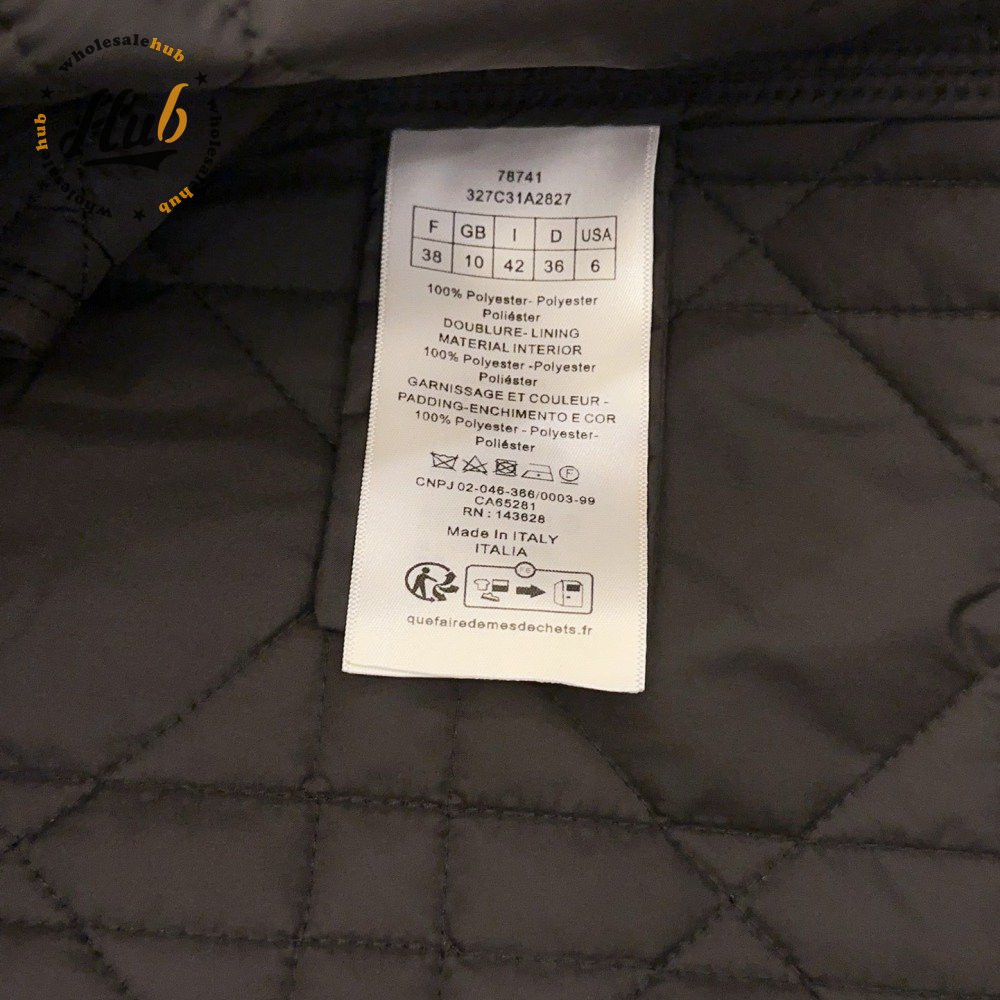 wholesalehub
wholesalehub
wholesalehub
Hub
78741
327C31A2827
F GB I D USA
38 10 42 36 6
100% Polyester- Polyester
Poliéster
DOUBLURE- LINING
MATERIAL INTERIOR
100% Polyester -Polyester
Poliéster
GARNISSAGE ET COULEUR -
PADDING-ENCHIMENTO E COR
100% Polyester - Polyester-
Poliéster
F
CNPJ 02-046-366/0003-99
CA65281
RN : 143628
Made In ITALY
ITALIA
quefairedemesdechets.fr